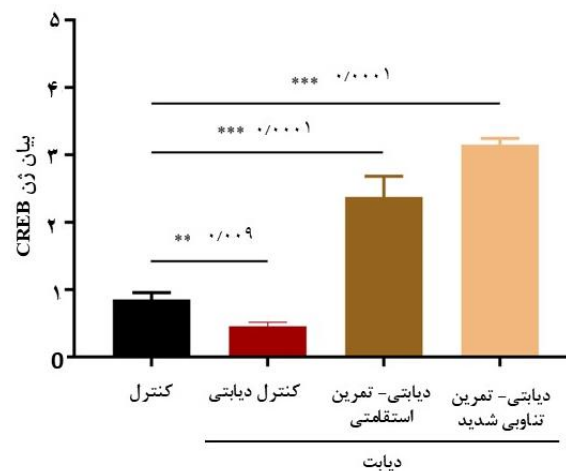 بیان ژن CREB
۵
۴
۳
۲
۱
0
*** ۰/۰۰۰۱
*** ۰/۰۰۰۱
** ۰/۰۰۹
کنترل
کنترل دیابتی
دیابتی- تمرین
استقامتی
دیابتی- تمرین
تناوبی شدید
دیابت